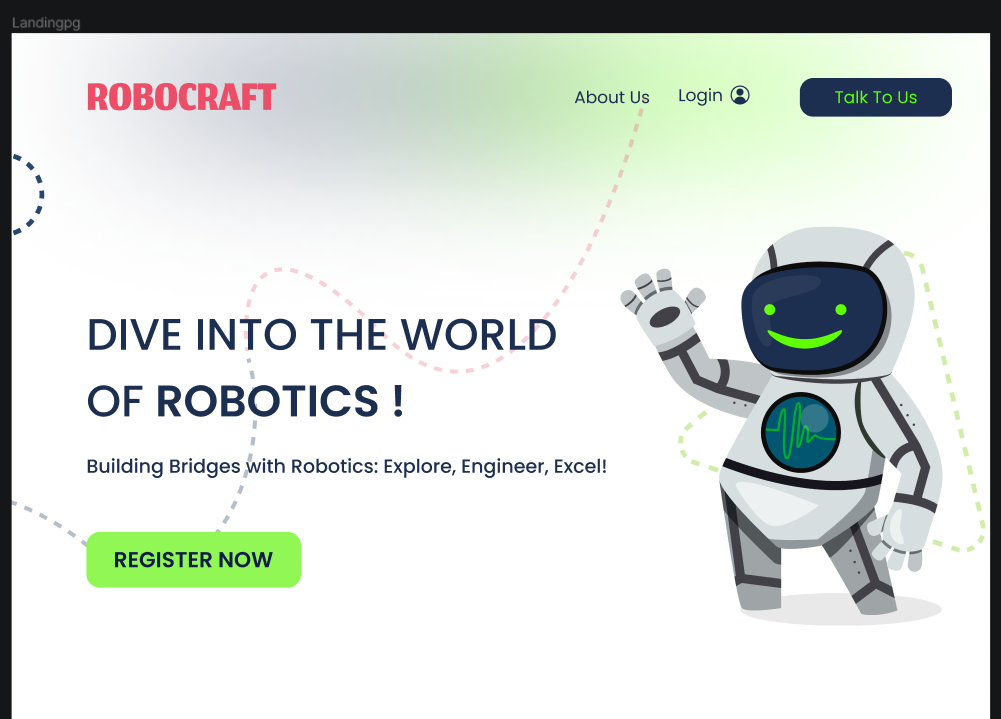 Landingpg
ROBOCRAFT
About Us
Login
Talk To Us
DIVE INTO THE WORLD
OF ROBOTICS !
Building Bridges with Robotics: Explore, Engineer, Excel!
REGISTER NOW